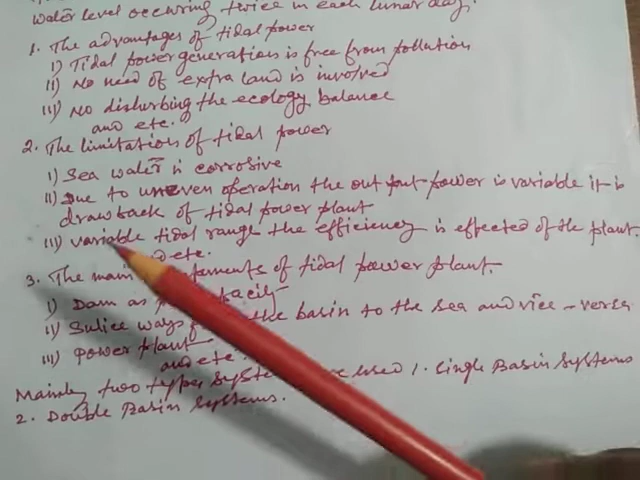 water level occuring twice in each lunar day.
1. The advantages of tidal power
i) Tidal power generation is free from pollution
ii) No need of extra land is involved
iii) No disturbing the ecology balance
and etc.
2. The limitations of tidal power
i) Sea water is corrosive
ii) Due to uneven operation the out put power is variable it is
drawback of tidal power plant
iii) variable tidal range the efficiency is effected of the plant.
etc.
3. The main of tidal power plant.
i) Dam as
ii) Sulice ways the basin to the sea and vice-versa
iii) power plant
and etc.
Mainly two types used 1. Single Basin Systems
2. Double Basin Systems.